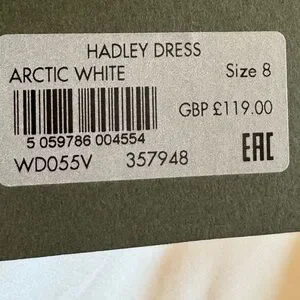 HADLEY DRESS
ARCTIC WHITE Size 8
GBP £119.00
5 059786 004554
WD055V 357948 EAC